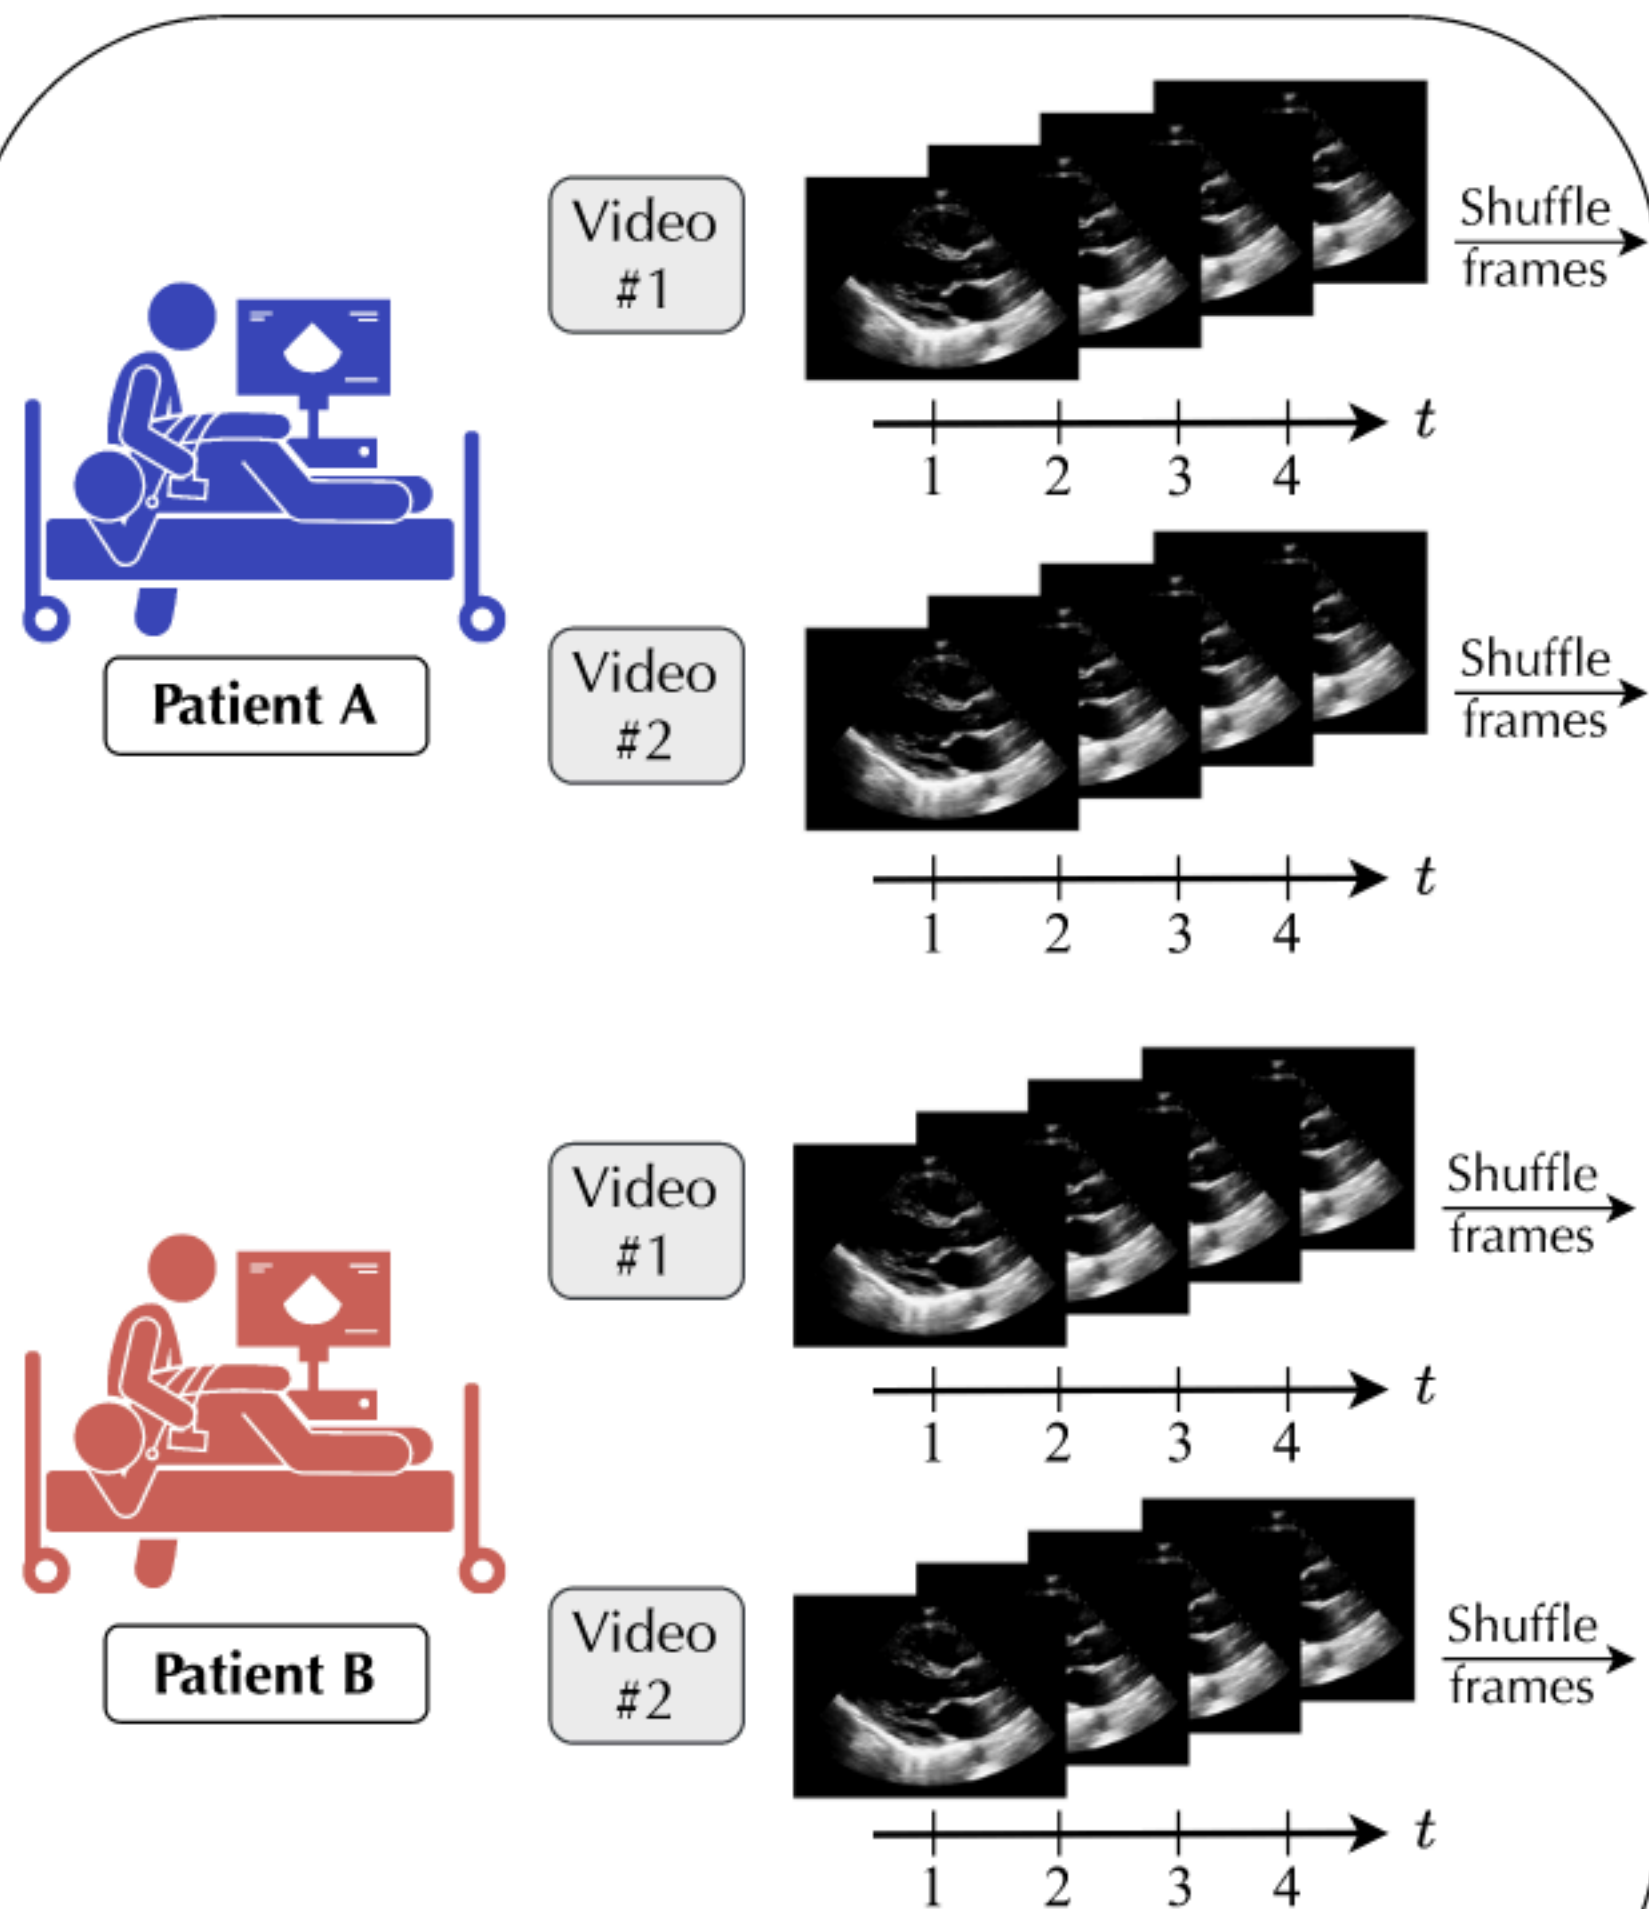 Video
#1
Shuffle
frames
t
1 2 3 4
Patient A
Video
#2
Shuffle
frames
t
1 2 3 4
Video
#1
Shuffle
frames
t
1 2 3 4
Patient B
Video
#2
Shuffle
frames
t
1 2 3 4